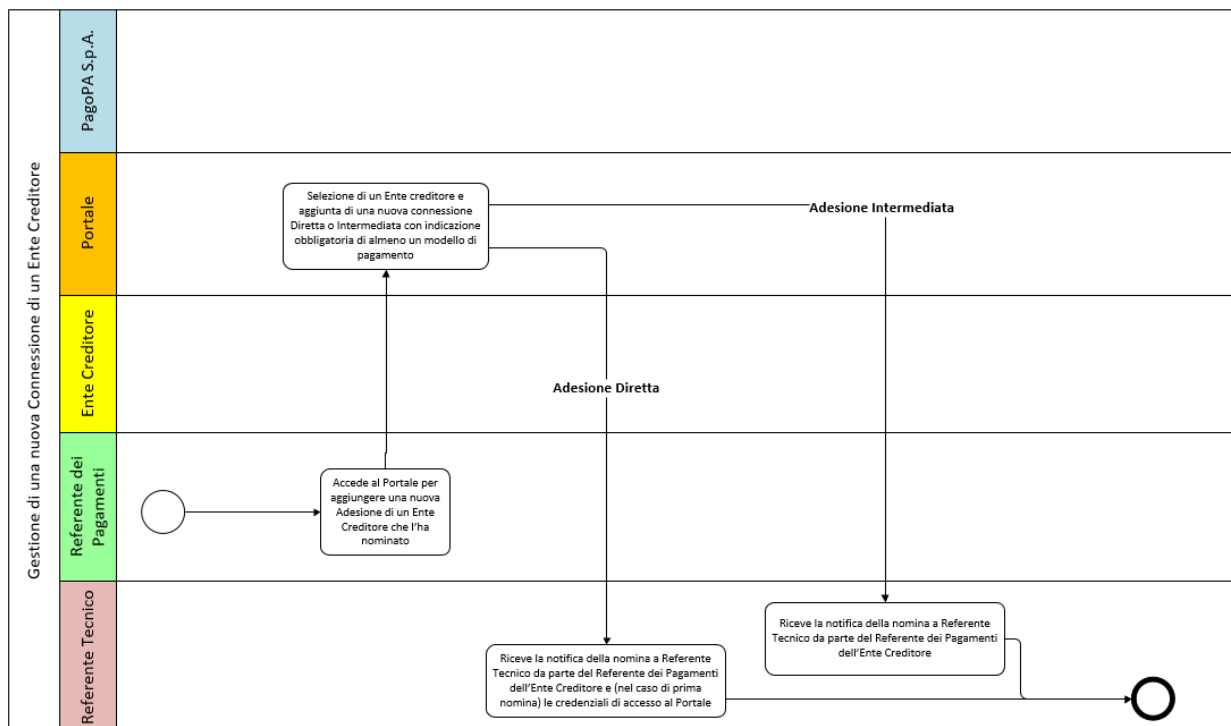 Gestione di una nuova Connessione di un Ente Creditore
PagoPA S.p.A.
Portale
Selezione di un Ente creditore e
aggiunta di una nuova connessione
Diretta o Intermediata con indicazione
obbligatoria di almeno un modello di
pagamento
Adesione Intermediata
Ente Creditore
Adesione Diretta
Referente dei
Pagamenti
Accede al Portale per
aggiungere una nuova
Adesione di un Ente
Creditore che l’ha
nominato
Referente Tecnico
Riceve la notifica della nomina a Referente
Tecnico da parte del Referente dei Pagamenti
dell’Ente Creditore e (nel caso di prima
nomina) le credenziali di accesso al Portale
Riceve la notifica della nomina a Referente
Tecnico da parte del Referente dei Pagamenti
dell’Ente Creditore